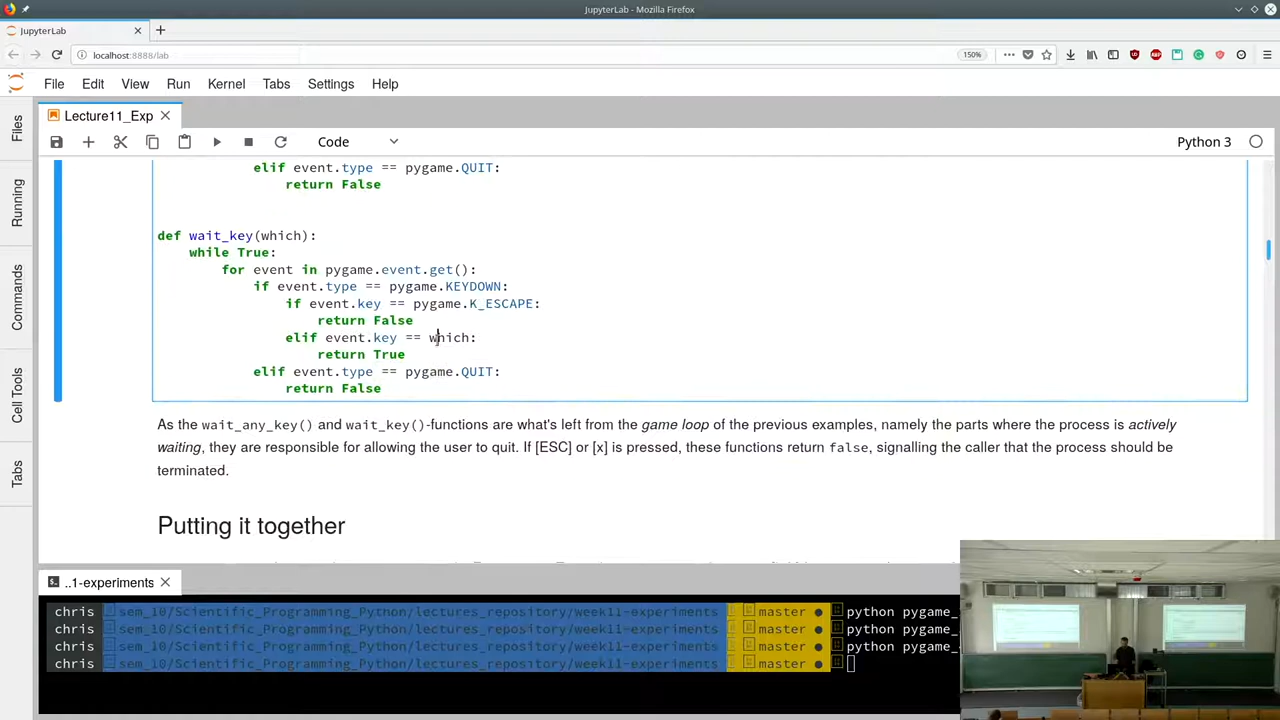 JupyterLab - Mozilla Firefox
JupyterLab
localhost:8888/lab
150%
File Edit View Run Kernel Tabs Settings Help
Lecture11_Exp
Code
Python 3
Files
Running
Commands
Cell Tools
Tabs
elif event.type == pygame.QUIT:
return False
def wait_key(which):
while True:
for event in pygame.event.get():
if event.type == pygame.KEYDOWN:
if event.key == pygame.K_ESCAPE:
return False
elif event.key == which:
return True
elif event.type == pygame.QUIT:
return False
As the wait_any_key() and wait_key()-functions are what's left from the game loop of the previous examples, namely the parts where the process is actively
waiting, they are responsible for allowing the user to quit. If [ESC] or [x] is pressed, these functions return false, signalling the caller that the process should be
terminated.
Putting it together
..1-experiments
chris sem_10/Scientific_Programming_Python/lectures_repository/week11-experiments master ● python pygame_
chris sem_10/Scientific_Programming_Python/lectures_repository/week11-experiments master ● python pygame_
chris sem_10/Scientific_Programming_Python/lectures_repository/week11-experiments master ● python pygame_
chris sem_10/Scientific_Programming_Python/lectures_repository/week11-experiments master ●